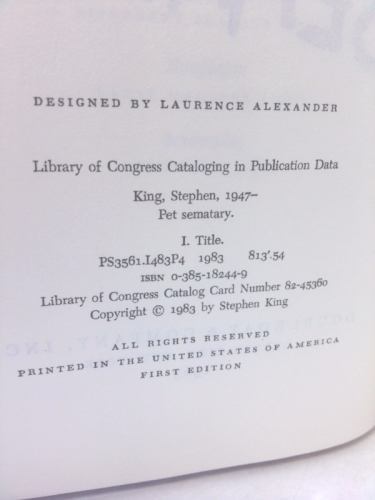 DESIGNED BY LAURENCE ALEXANDER
Library of Congress Cataloging in Publication Data
King, Stephen, 1947–
Pet sematary.
I. Title.
PS3561.I483P4 1983 813'.54
ISBN 0-385-18244-9
Library of Congress Catalog Card Number 82-45360
Copyright © 1983 by Stephen King
ALL RIGHTS RESERVED
PRINTED IN THE UNITED STATES OF AMERICA
FIRST EDITION